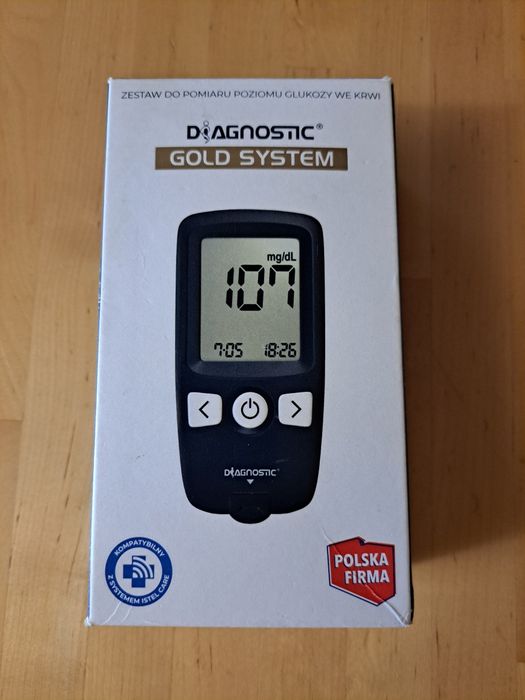 ZESTAW DO POMIARU POZIOMU GLUKOZY WE KRWI
DIAGNOSTIC®
GOLD SYSTEM
mg/dL
107
7:05 18:26
DIAGNOSTIC
KOMPATYBILNY
Z SYSTEMEM ISTEL CARE
POLSKA
FiRMA